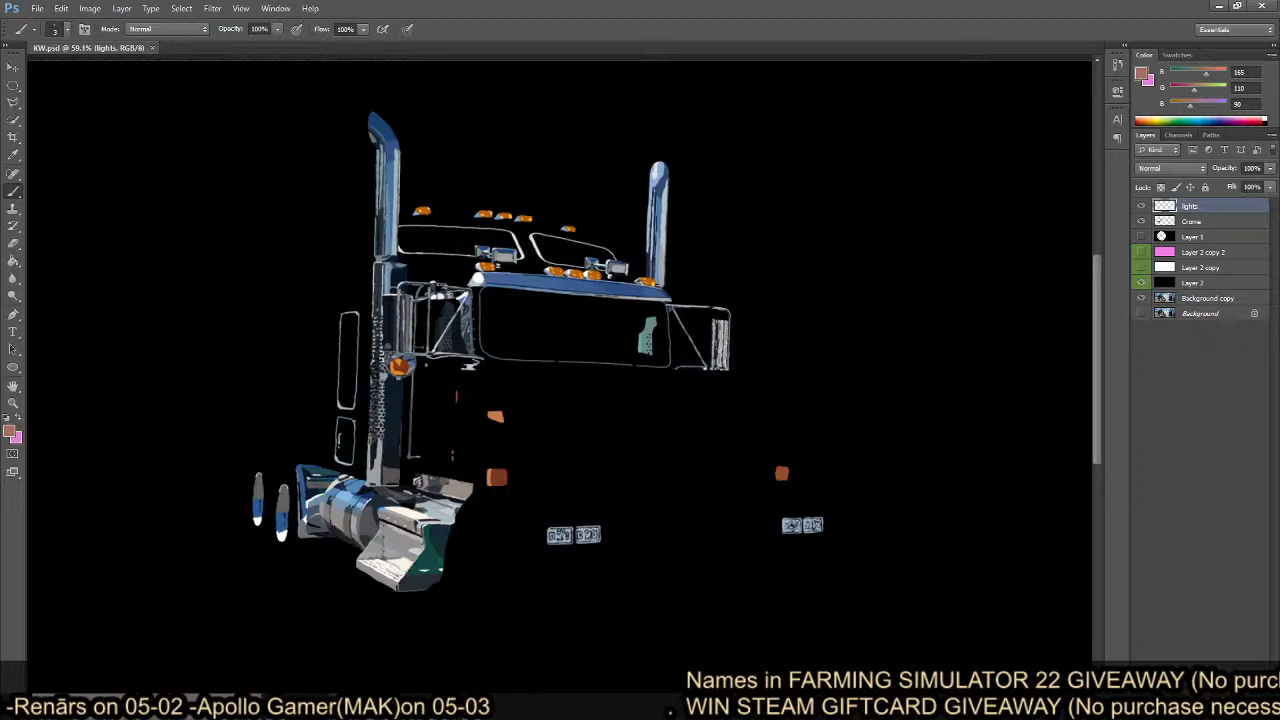 Ps File Edit Image Layer Type Select Filter View Window Help
3 Mode: Normal Opacity: 100% Flow: 100% Essentials
KW.psd @ 59.1% (lights, RGB/8) ×
Color Swatches
R 165
G 110
B 90
Layers Channels Paths
Kind
Normal Opacity: 100%
Lock: Fill: 100%
lights
Crome
Layer 1
Layer 2 copy 2
Layer 2 copy
Layer 2
Background copy
Background
Names in FARMING SIMULATOR 22 GIVEAWAY (No purch
-Renārs on 05-02 -Apollo Gamer(MAK)on 05-03 . WIN STEAM GIFTCARD GIVEAWAY (No purchase necess